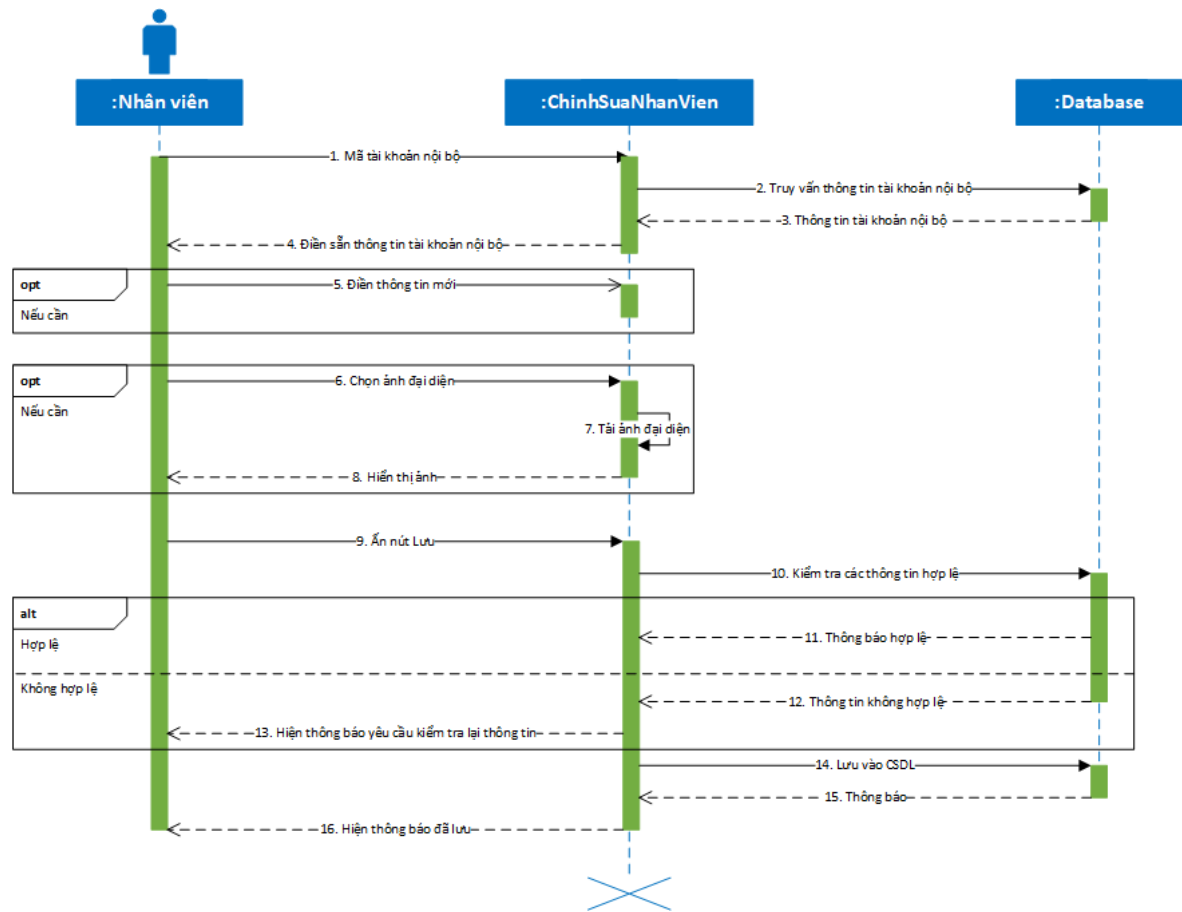 :Nhân viên
:ChinhSuaNhanVien
:Database
1. Mã tài khoản nội bộ
2. Truy vấn thông tin tài khoản nội bộ
3. Thông tin tài khoản nội bộ
4. Điền sẵn thông tin tài khoản nội bộ
opt
5. Điền thông tin mới
Nếu cần
opt
6. Chọn ảnh đại diện
Nếu cần
7. Tải ảnh đại diện
8. Hiển thị ảnh
9. Ấn nút Lưu
10. Kiểm tra các thông tin hợp lệ
alt
Hợp lệ
11. Thông báo hợp lệ
Không hợp lệ
12. Thông tin không hợp lệ
13. Hiện thông báo yêu cầu kiểm tra lại thông tin
14. Lưu vào CSDL
15. Thông báo
16. Hiện thông báo đã lưu